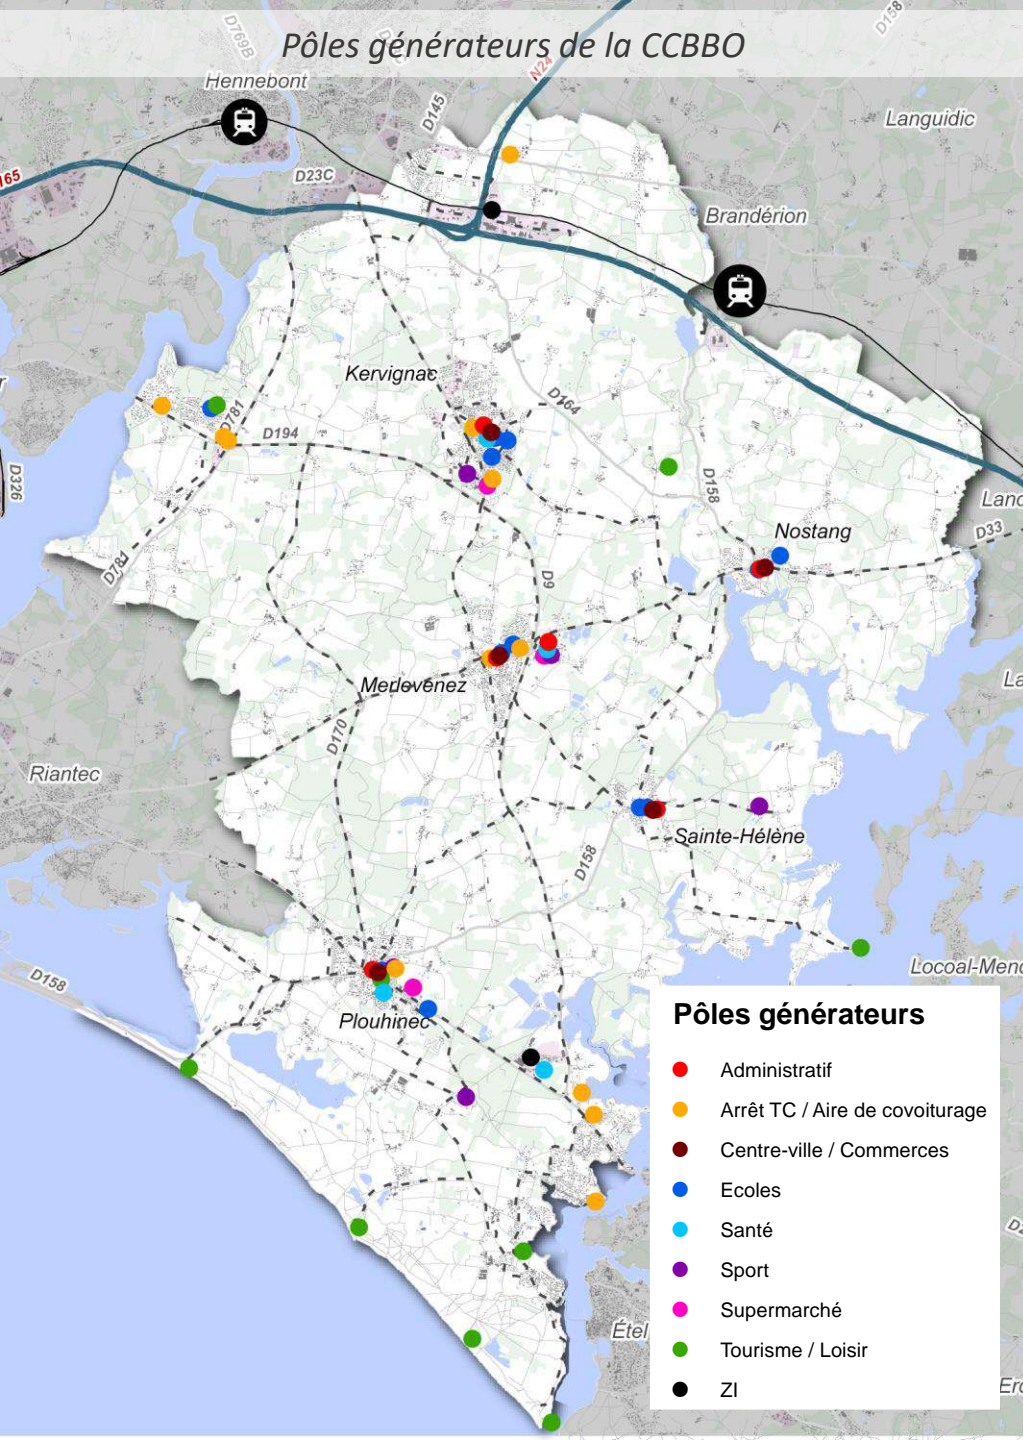 Pôles générateurs de la CCBBO
D158
D769B
N24
Hennebont
D145
Languidic
165
D23C
Brandérion
Kervignac
D164
D781
D194
D326
D158
Nostang
D33
D781
D9
Merlevenez
D170
Riantec
Sainte-Hélène
D158
D158
Locoal-Mend
Plouhinec
Étel
Pôles générateurs
Administratif
Arrêt TC / Aire de covoiturage
Centre-ville / Commerces
Ecoles
Santé
Sport
Supermarché
Tourisme / Loisir
ZI